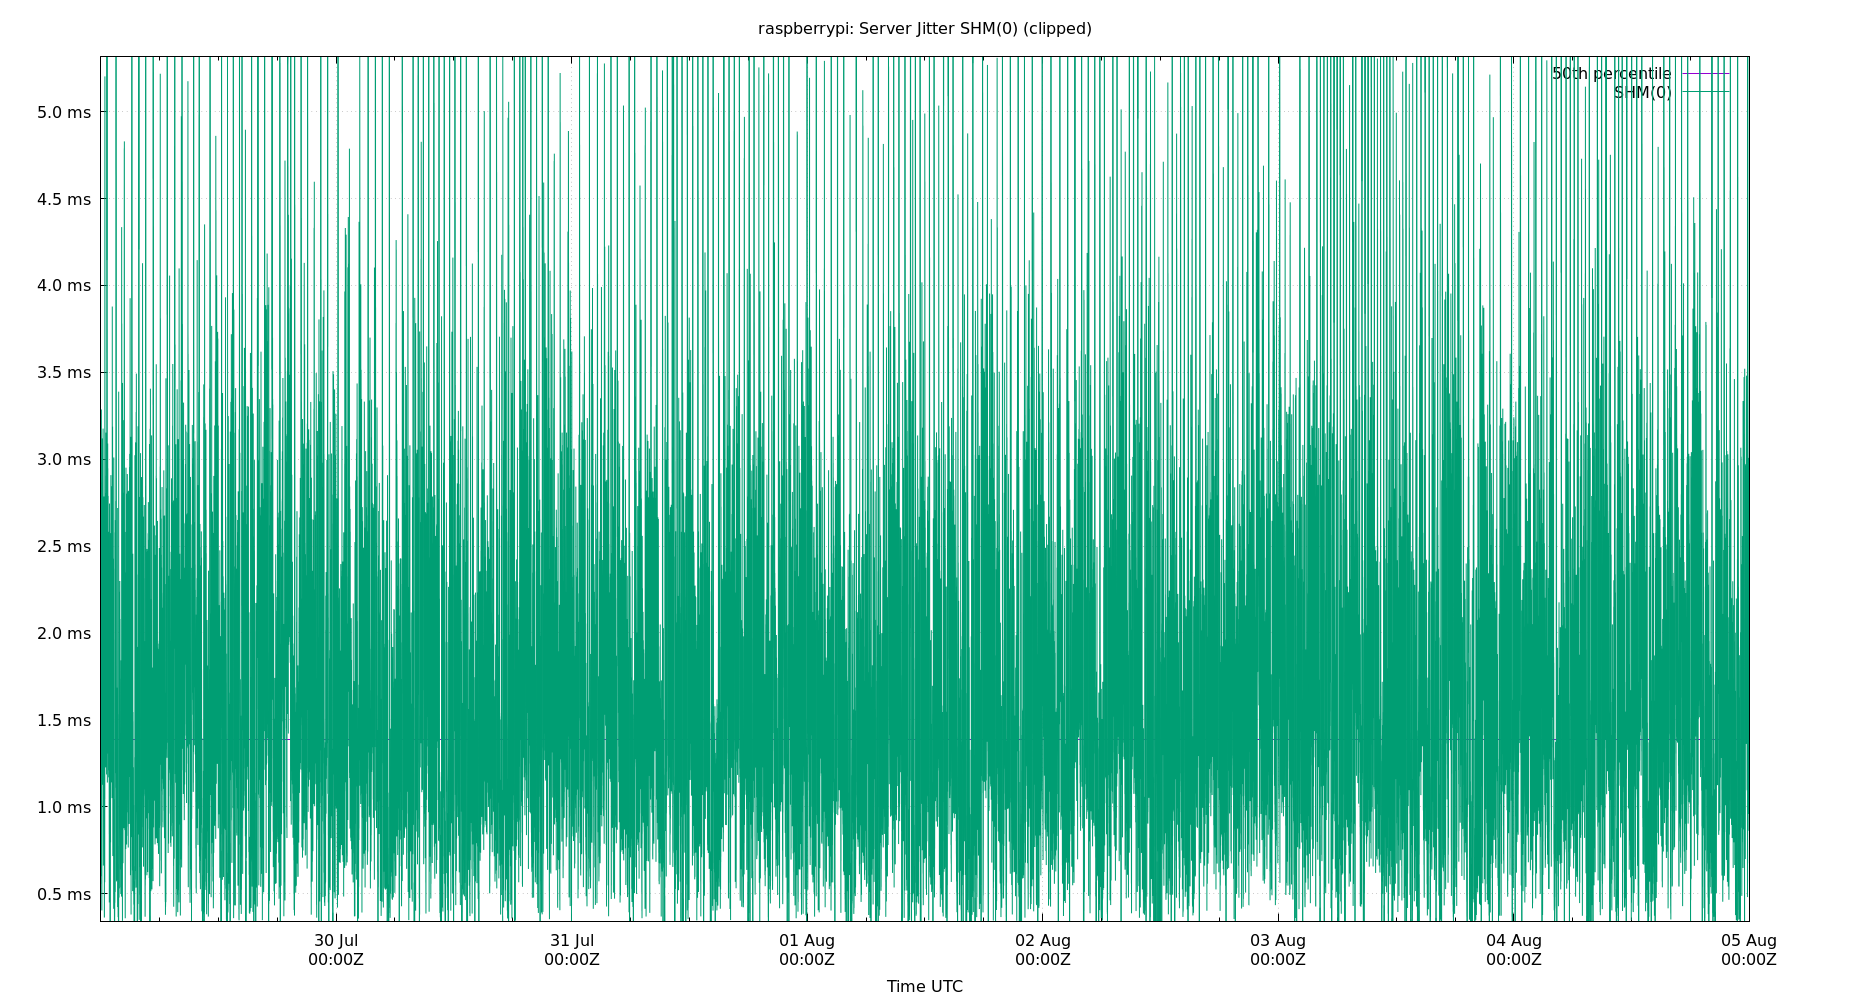 raspberrypi: Server Jitter SHM(0) (clipped)
50th percentile
SHM(0)
5.0 ms
4.5 ms
4.0 ms
3.5 ms
3.0 ms
2.5 ms
2.0 ms
1.5 ms
1.0 ms
0.5 ms
30 Jul 31 Jul 01 Aug 02 Aug 03 Aug 04 Aug 05 Aug
00:00Z 00:00Z 00:00Z 00:00Z 00:00Z 00:00Z 00:00Z
Time UTC